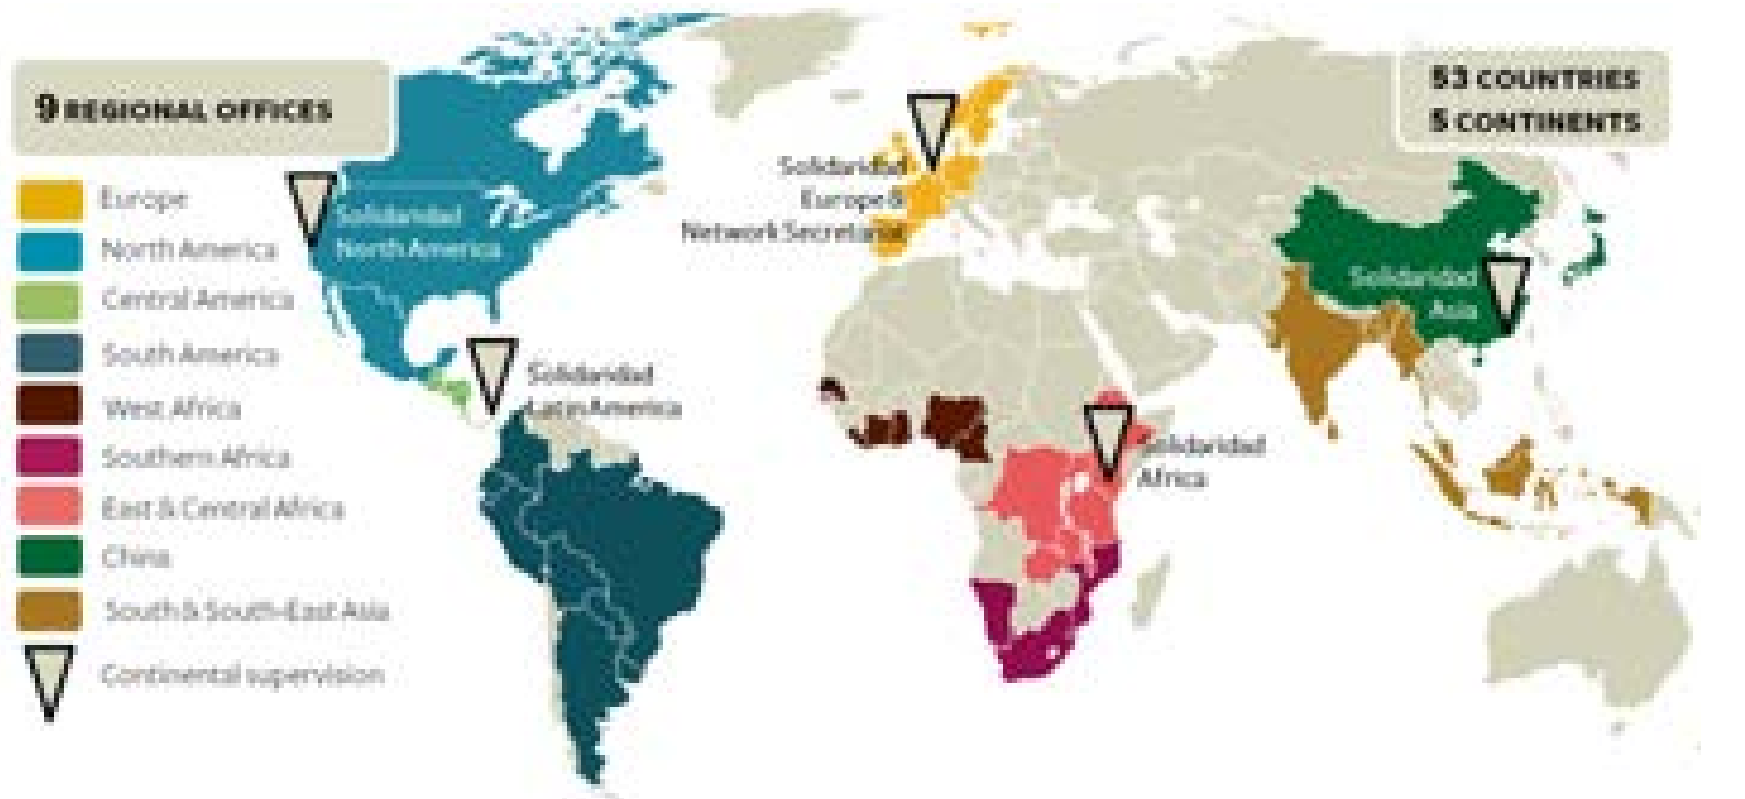 9 REGIONAL OFFICES
Europe
North America
Central America
South America
West Africa
Southern Africa
East & Central Africa
China
South & South-East Asia
Continental supervision
Solidaridad
North America
Solidaridad
Latin America
Solidaridad
Europe &
Network Secretariat
Solidaridad
Africa
Solidaridad
Asia
53 COUNTRIES
5 CONTINENTS